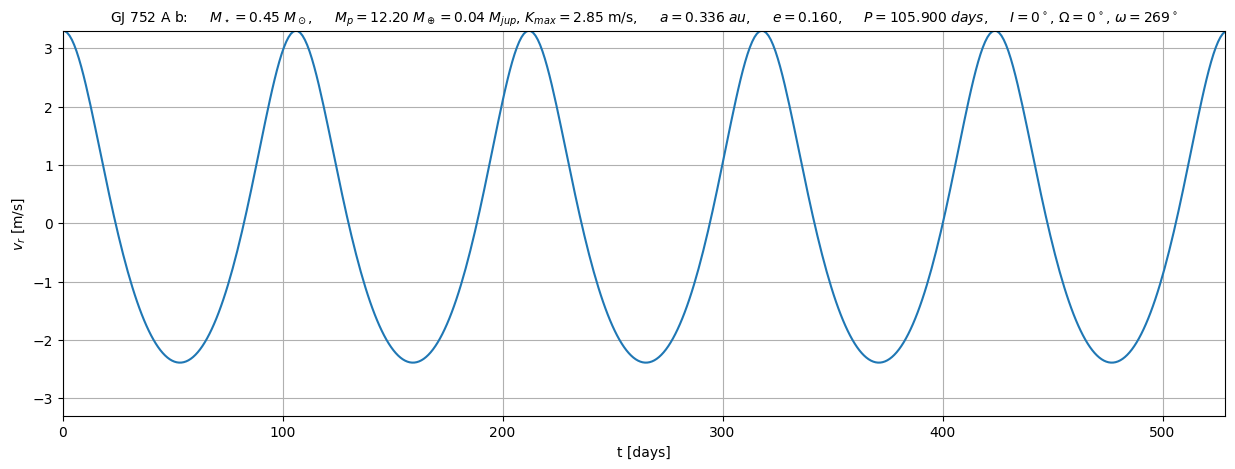 GJ 752 A b: M⋆ = 0.45 M⊙, Mp = 12.20 M⊕ = 0.04 Mjup, Kmax = 2.85 m/s, a = 0.336 au, e = 0.160, P = 105.900 days, I = 0°, Ω = 0°, ω = 269°
3
2
1
0
−1
−2
−3
vr [m/s]
0 100 200 300 400 500
t [days]